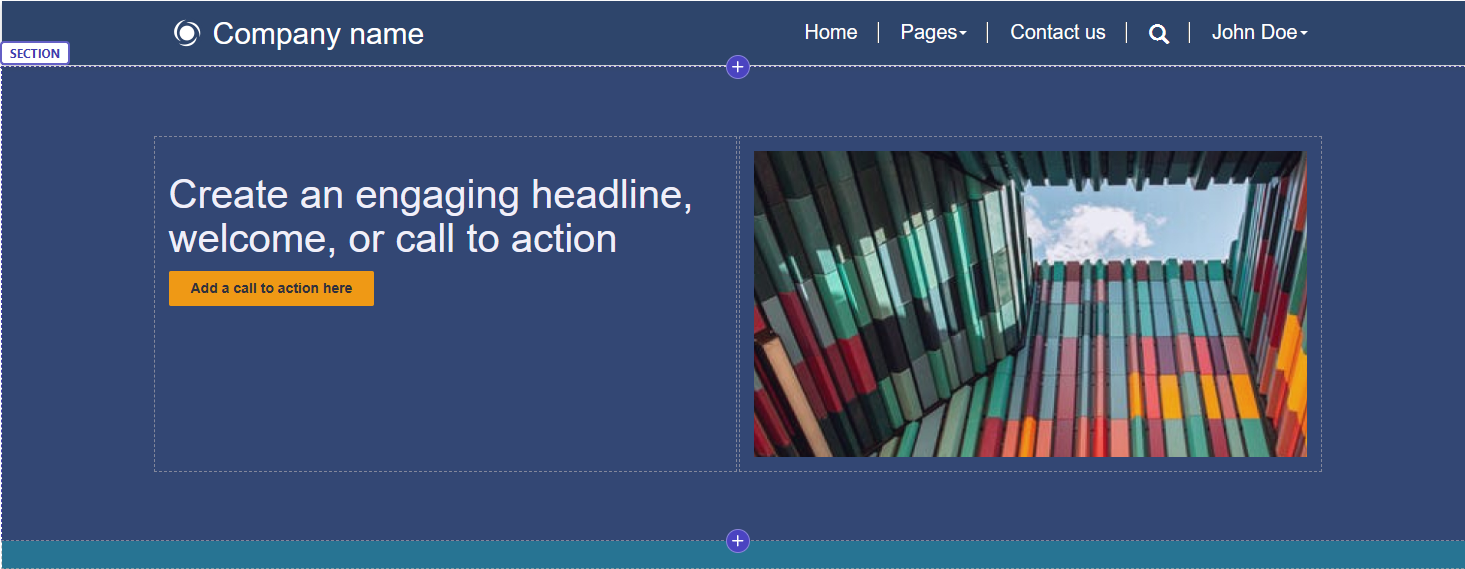 Company name
Home
Pages
Contact us
John Doe
SECTION
Create an engaging headline,
welcome, or call to action
Add a call to action here